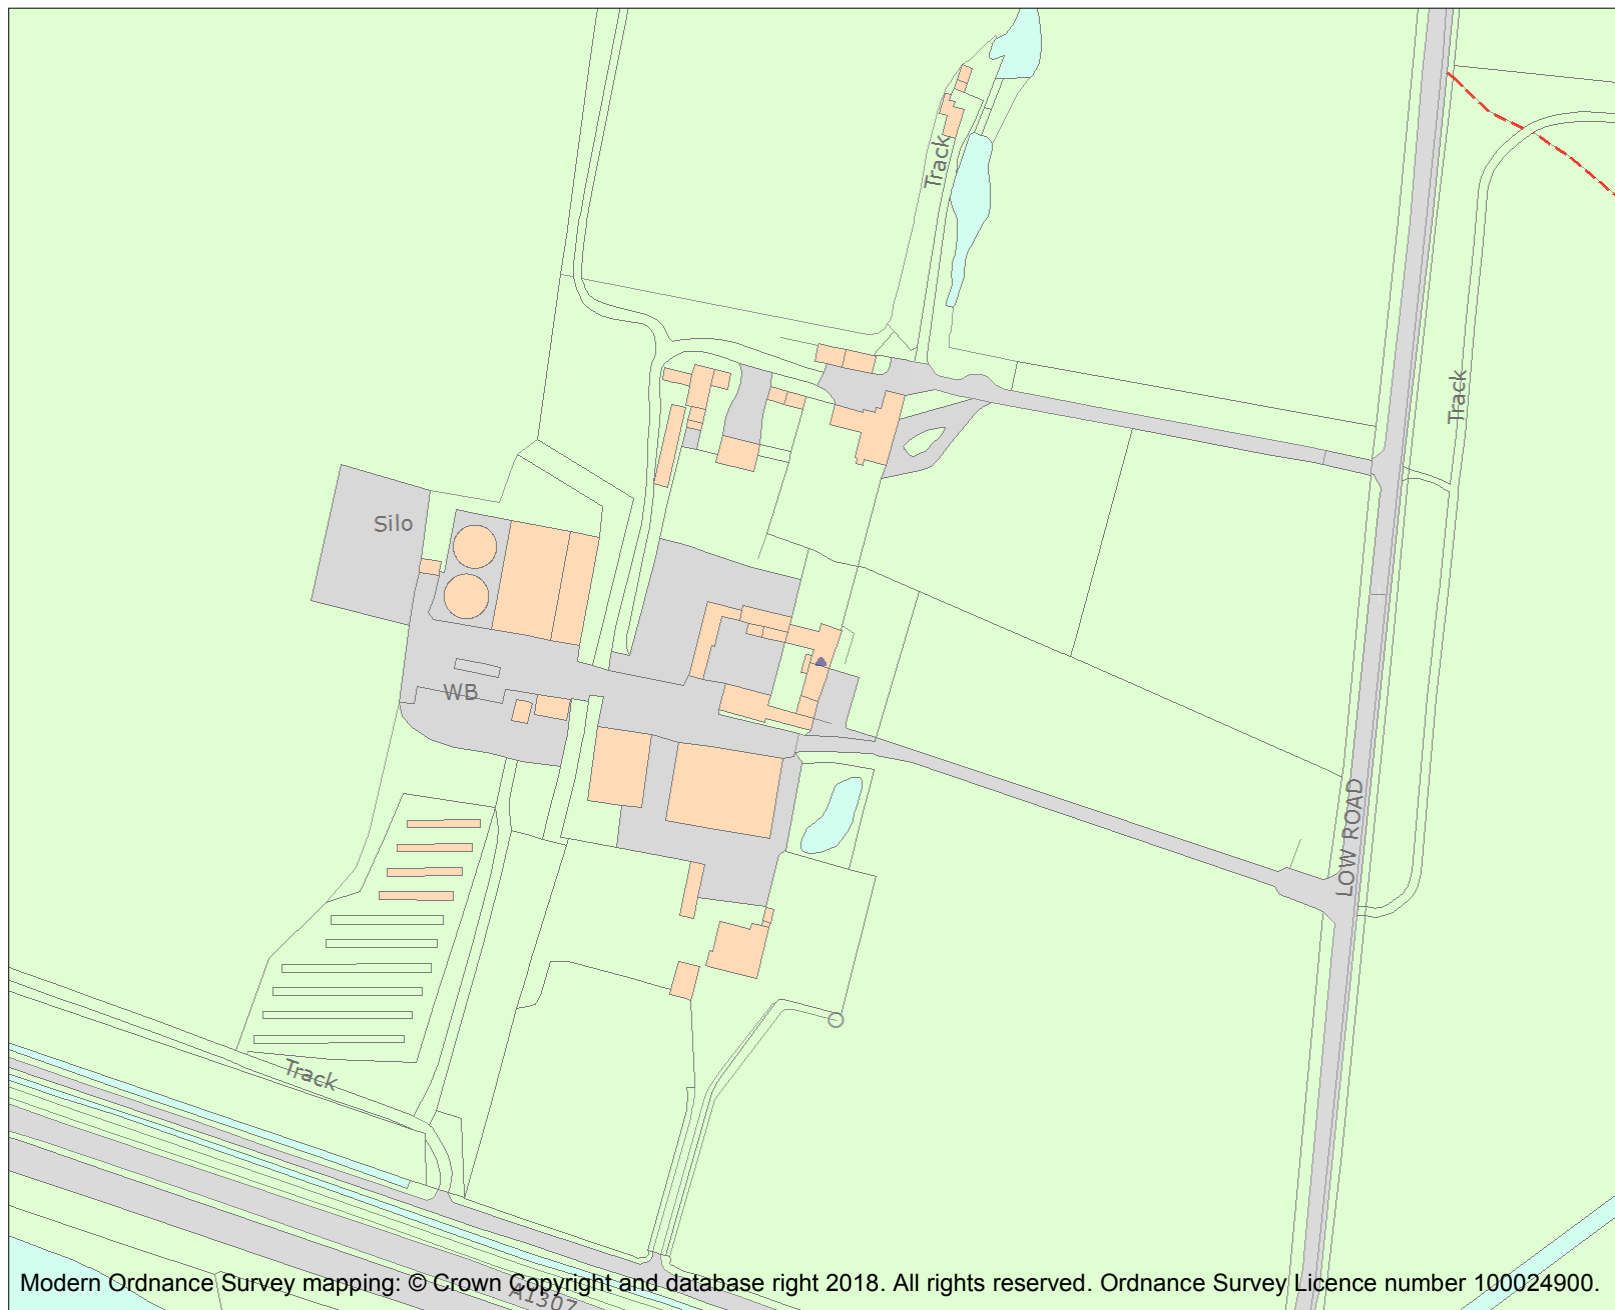 Track
Track
Silo
WB
LOW ROAD
Track
A1307
Modern Ordnance Survey mapping: © Crown Copyright and database right 2018. All rights reserved. Ordnance Survey Licence number 100024900.